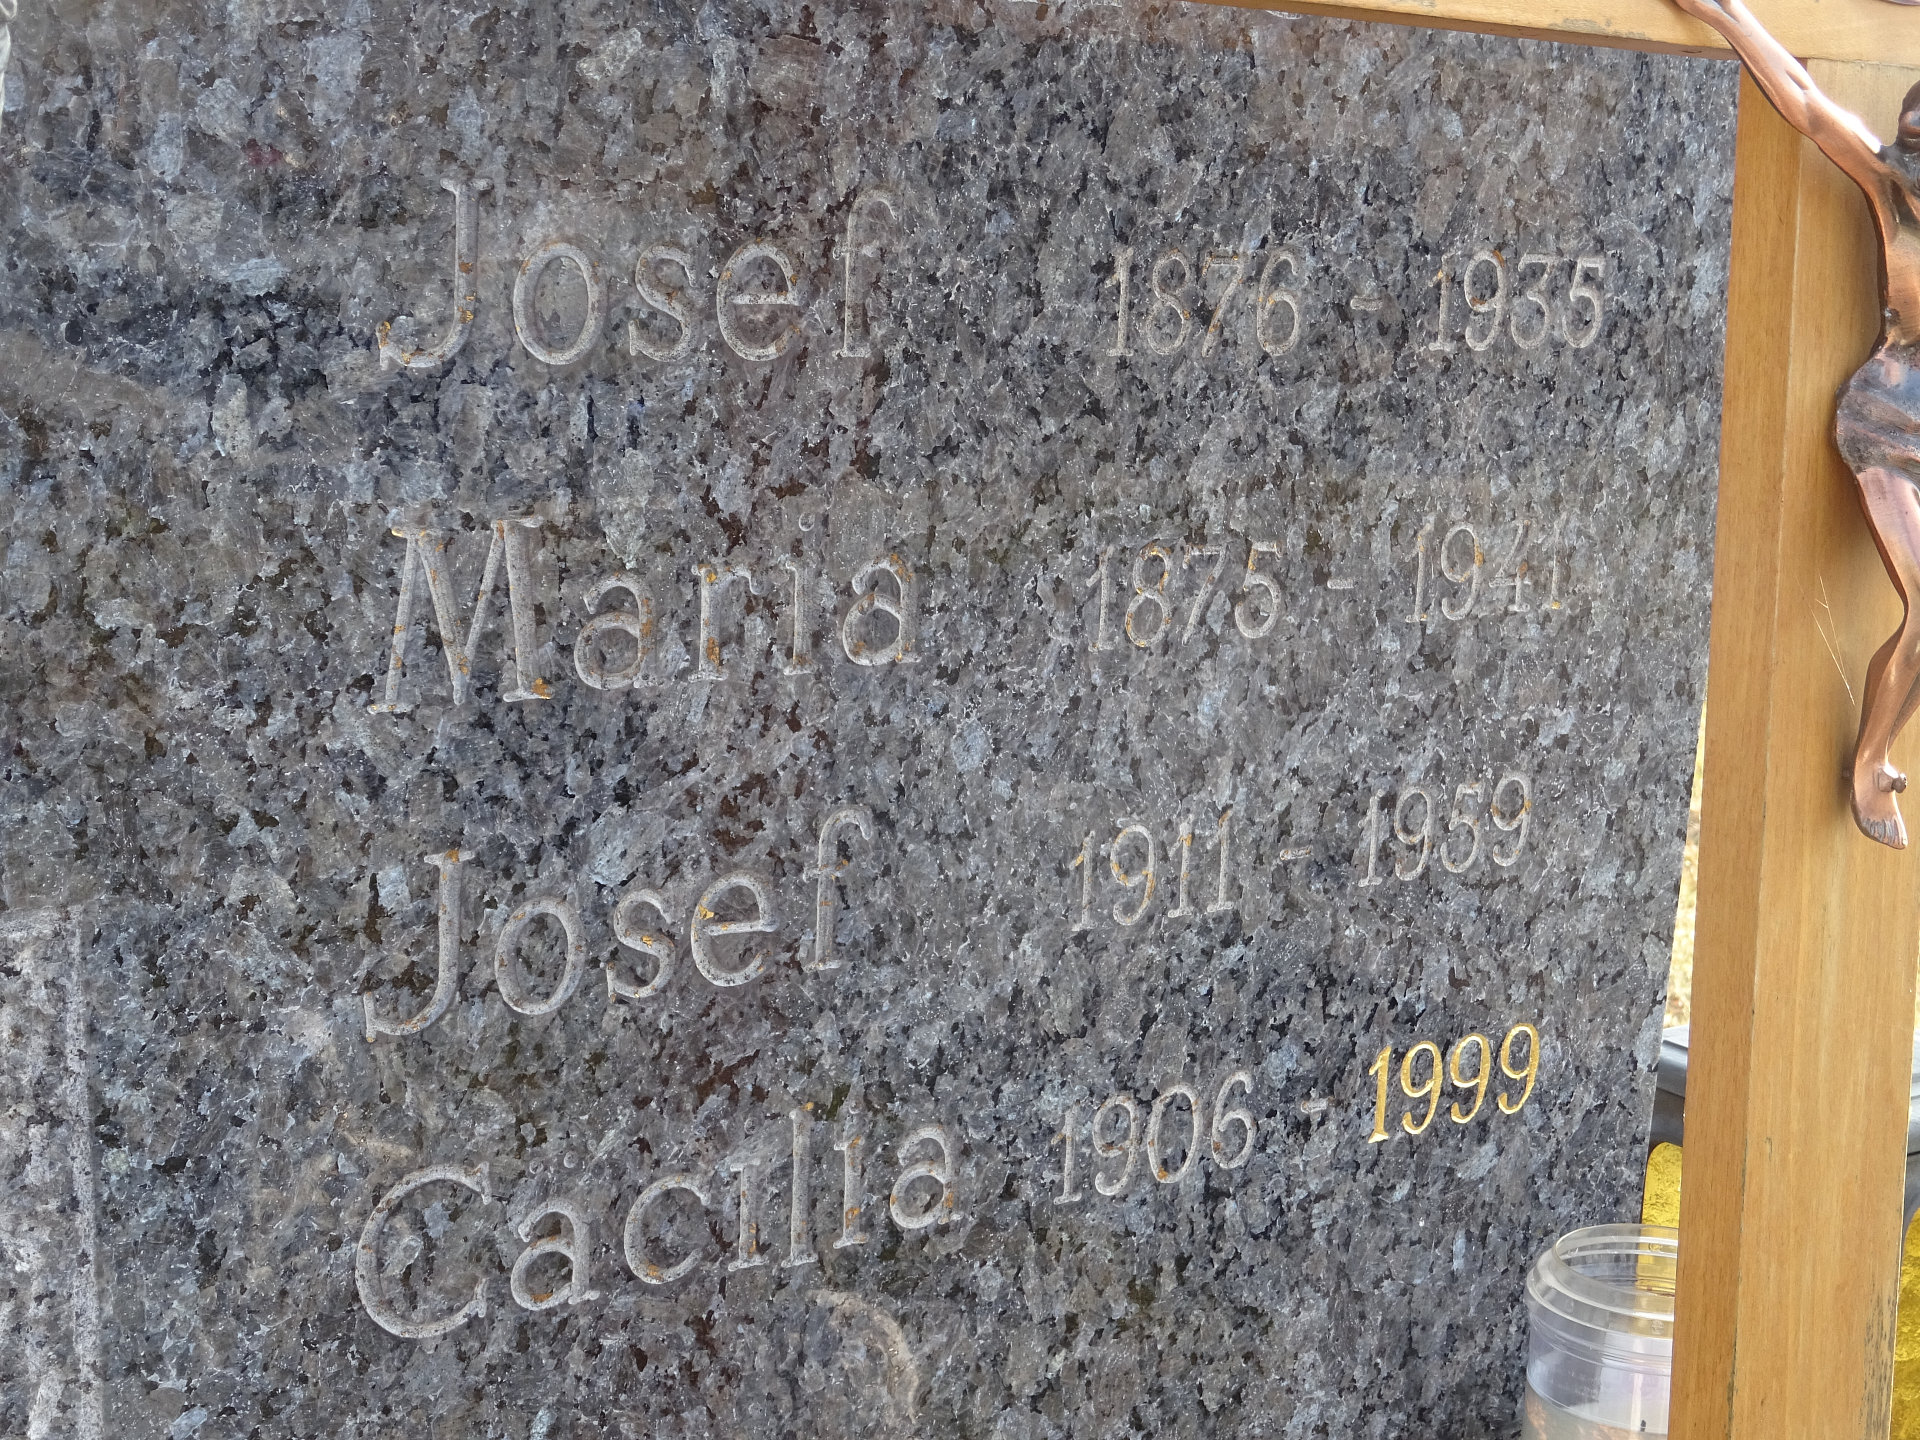 Josef 1876 - 1935
Maria 1875 - 1941
Josef 1911 - 1959
Cäcilia 1906 - 1999